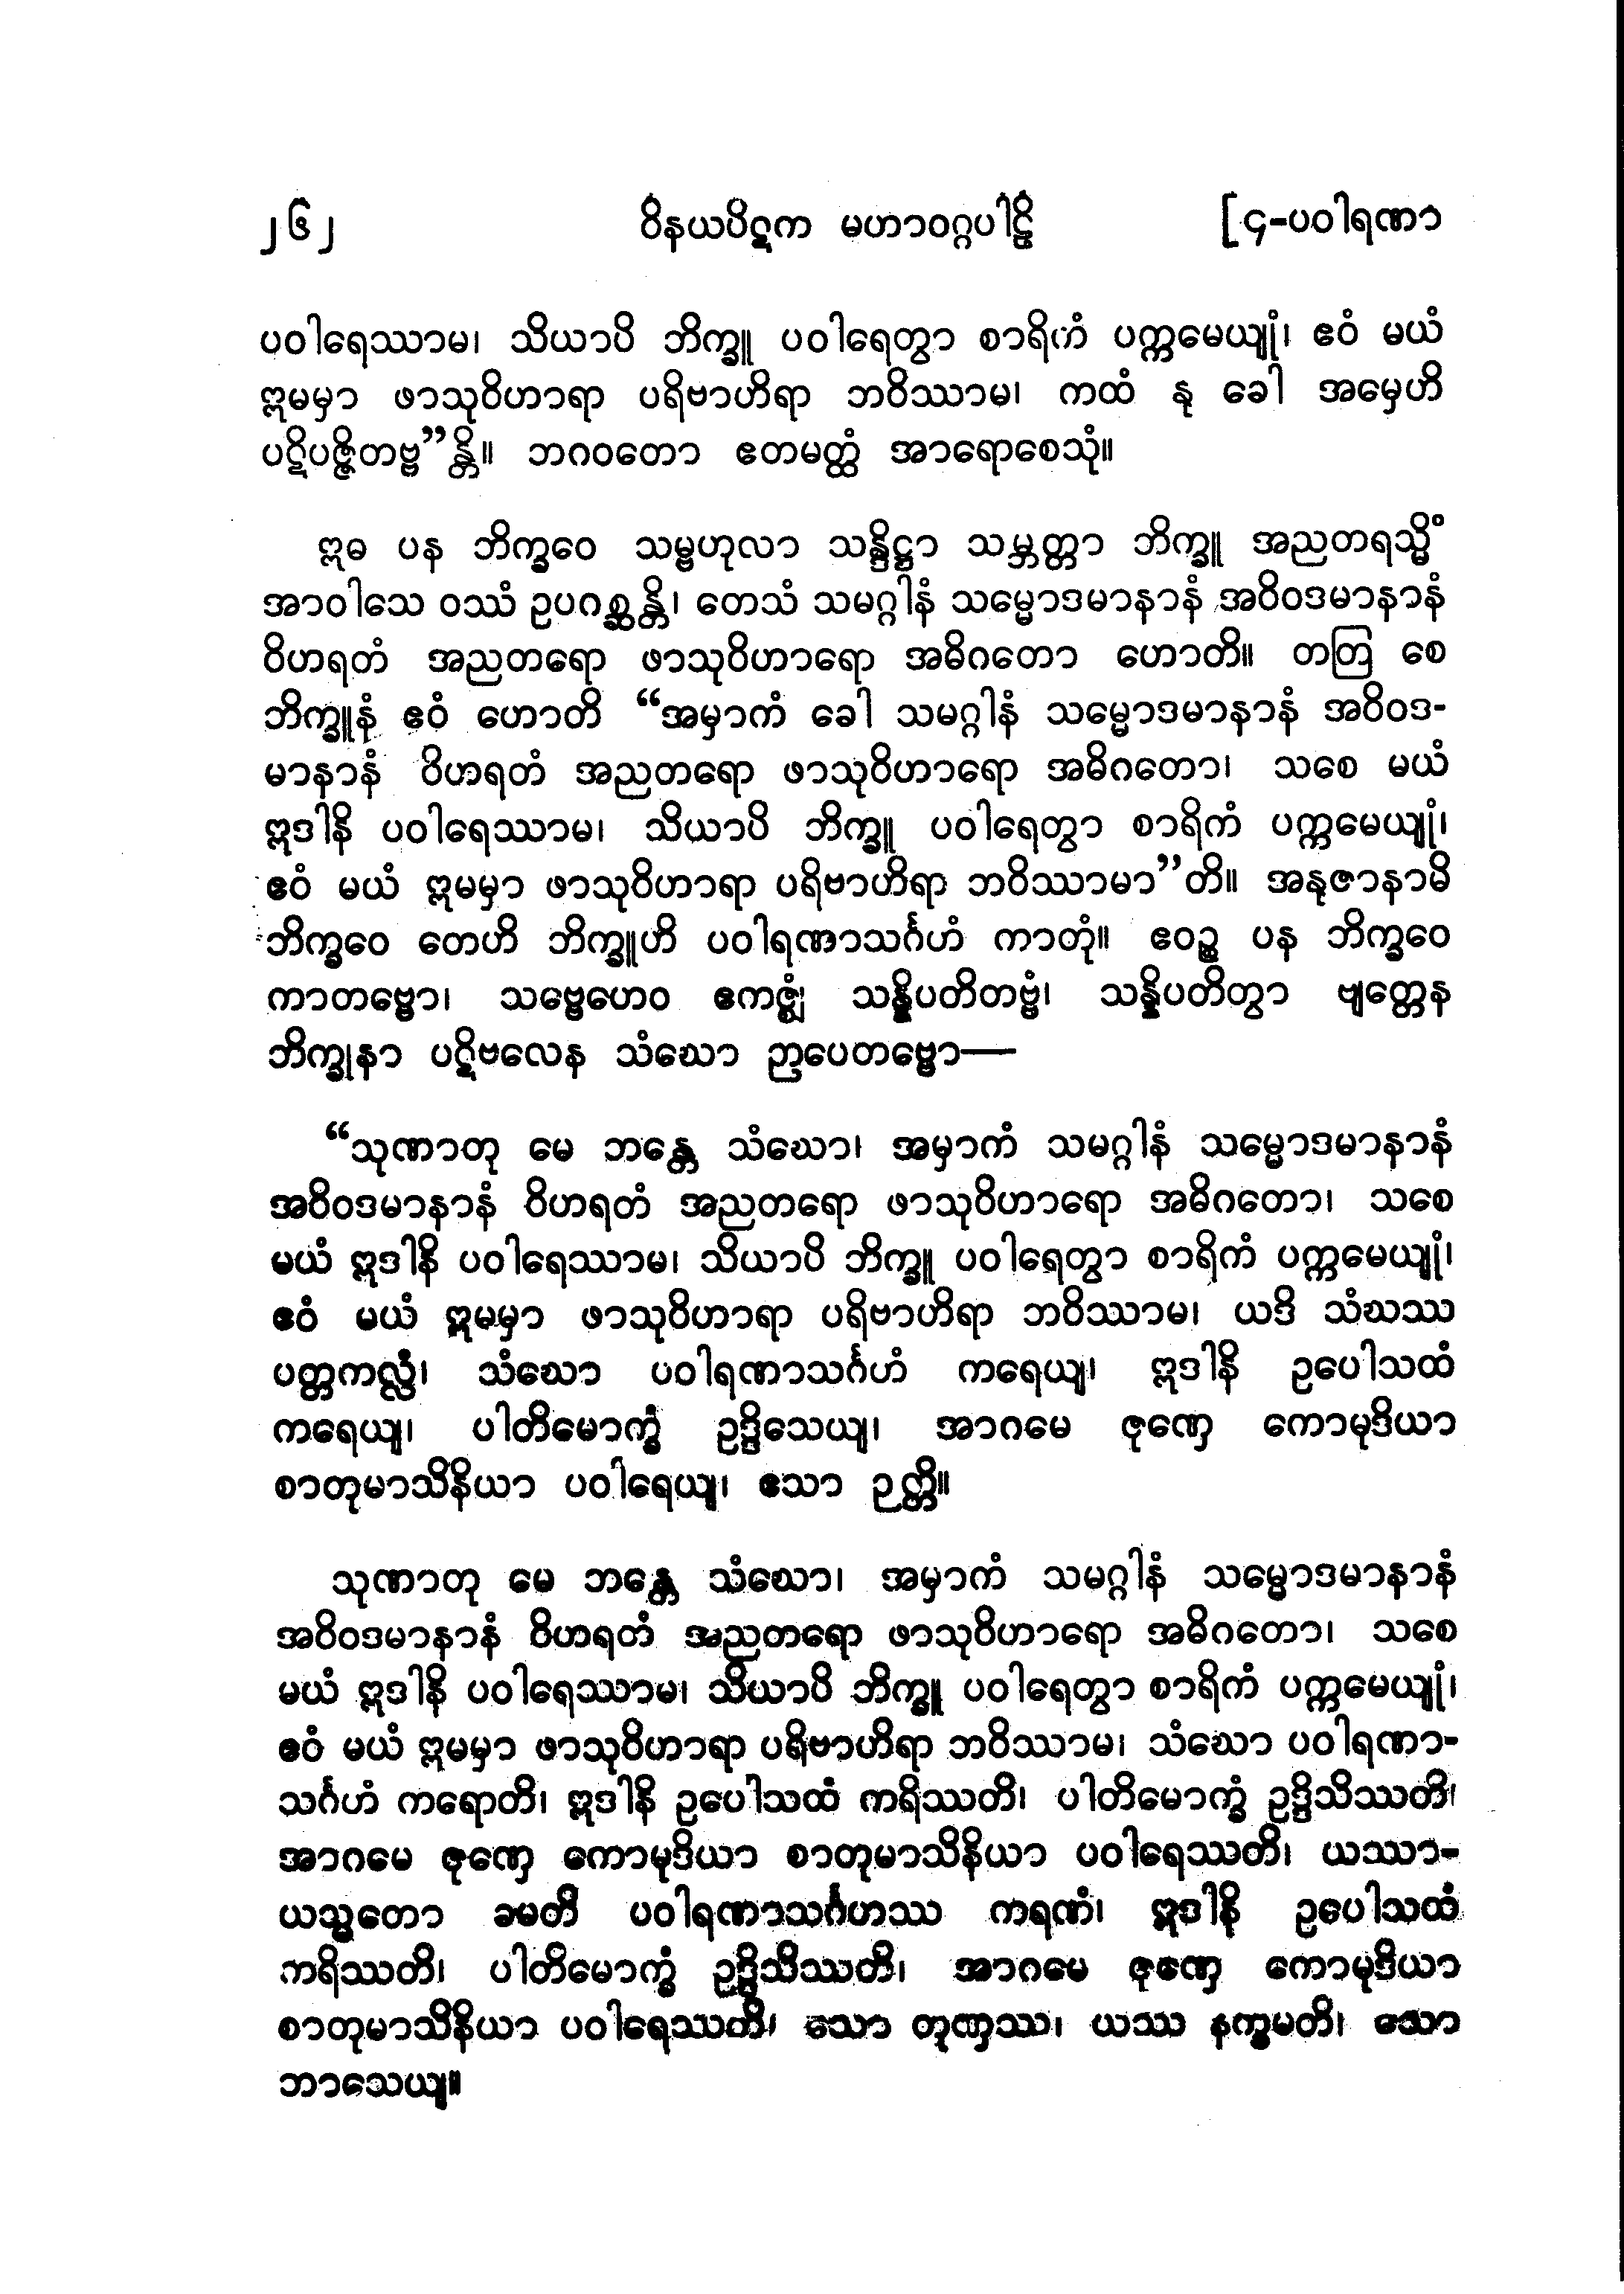 ၂၆၂ ဝိနယပိဋက မဟာဝဂ္ဂပါဠိ [၄-ပဝါရဏာ
ပဝါရေဿာမ၊ သိယာပိ ဘိက္ခူ ပဝါရေတွာ စာရိကံ ပက္ကမေယျုံ၊ ဧဝံ မယံ
ဣမမှာ ဖာသုဝိဟာရာ ပရိဗာဟိရာ ဘဝိဿာမ၊ ကထံ နု ခေါ အမှေဟိ
ပဋိပဇ္ဇိတဗ္ဗ”န္တိ။ ဘဂဝတော ဧတမတ္ထံ အာရောစေသုံ။
ဣဓ ပန ဘိက္ခဝေ သမ္ဗဟုလာ သန္ဒိဋ္ဌာ သမ္ဘတ္တာ ဘိက္ခူ အညတရသ္မိံ
အာဝါသေ ဝဿံ ဥပဂစ္ဆန္တိ၊ တေသံ သမဂ္ဂါနံ သမ္မောဒမာနာနံ အဝိဝဒမာနာနံ
ဝိဟရတံ အညတရော ဖာသုဝိဟာရော အဓိဂတော ဟောတိ။ တတြ စေ
ဘိက္ခူနံ ဧဝံ ဟောတိ “အမှာကံ ခေါ သမဂ္ဂါနံ သမ္မောဒမာနာနံ အဝိဝဒ-
မာနာနံ ဝိဟရတံ အညတရော ဖာသုဝိဟာရော အဓိဂတော၊ သစေ မယံ
ဣဒါနိ ပဝါရေဿာမ၊ သိယာပိ ဘိက္ခူ ပဝါရေတွာ စာရိကံ ပက္ကမေယျုံ၊
ဧဝံ မယံ ဣမမှာ ဖာသုဝိဟာရာ ပရိဗာဟိရာ ဘဝိဿာမာ”တိ။ အနုဇာနာမိ
ဘိက္ခဝေ တေဟိ ဘိက္ခူဟိ ပဝါရဏာသင်္ဂဟံ ကာတုံ။ ဧဝဉ္စ ပန ဘိက္ခဝေ
ကာတဗ္ဗော၊ သဗ္ဗေဟေဝ ဧကဇ္ဈံ သန္နိပတိတဗ္ဗံ၊ သန္နိပတိတွာ ဗျတ္တေန
ဘိက္ခုနာ ပဋိဗလေန သံဃော ဉာပေတဗ္ဗော—
“သုဏာတု မေ ဘန္တေ သံဃော၊ အမှာကံ သမဂ္ဂါနံ သမ္မောဒမာနာနံ
အဝိဝဒမာနာနံ ဝိဟရတံ အညတရော ဖာသုဝိဟာရော အဓိဂတော၊ သစေ
မယံ ဣဒါနိ ပဝါရေဿာမ၊ သိယာပိ ဘိက္ခူ ပဝါရေတွာ စာရိကံ ပက္ကမေယျုံ၊
ဧဝံ မယံ ဣမမှာ ဖာသုဝိဟာရာ ပရိဗာဟိရာ ဘဝိဿာမ၊ ယဒိ သံဃဿ
ပတ္တကလ္လံ၊ သံဃော ပဝါရဏာသင်္ဂဟံ ကရေယျ၊ ဣဒါနိ ဥပေါသထံ
ကရေယျ၊ ပါတိမောက္ခံ ဥဒ္ဒိသေယျ၊ အာဂမေ ဇုဏှေ ကောမုဒိယာ
စာတုမာသိနိယာ ပဝါရေယျ၊ ဧသာ ဉတ္တိ။
သုဏာတု မေ ဘန္တေ သံဃော၊ အမှာကံ သမဂ္ဂါနံ သမ္မောဒမာနာနံ
အဝိဝဒမာနာနံ ဝိဟရတံ အညတရော ဖာသုဝိဟာရော အဓိဂတော၊ သစေ
မယံ ဣဒါနိ ပဝါရေဿာမ၊ သိယာပိ ဘိက္ခူ ပဝါရေတွာ စာရိကံ ပက္ကမေယျုံ၊
ဧဝံ မယံ ဣမမှာ ဖာသုဝိဟာရာ ပရိဗာဟိရာ ဘဝိဿာမ၊ သံဃော ပဝါရဏာ-
သင်္ဂဟံ ကရောတိ၊ ဣဒါနိ ဥပေါသထံ ကရိဿတိ၊ ပါတိမောက္ခံ ဥဒ္ဒိသိဿတိ၊
အာဂမေ ဇုဏှေ ကောမုဒိယာ စာတုမာသိနိယာ ပဝါရေဿတိ၊ ယဿာ-
ယသ္မတော ခမတိ ပဝါရဏာသင်္ဂဟဿ ကရဏံ၊ ဣဒါနိ ဥပေါသထံ
ကရိဿတိ၊ ပါတိမောက္ခံ ဥဒ္ဒိသိဿတိ၊ အာဂမေ ဇုဏှေ ကောမုဒိယာ
စာတုမာသိနိယာ ပဝါရေဿတိ၊ သော တုဏှဿ၊ ယဿ နက္ခမတိ၊ သော
ဘာသေယျ။